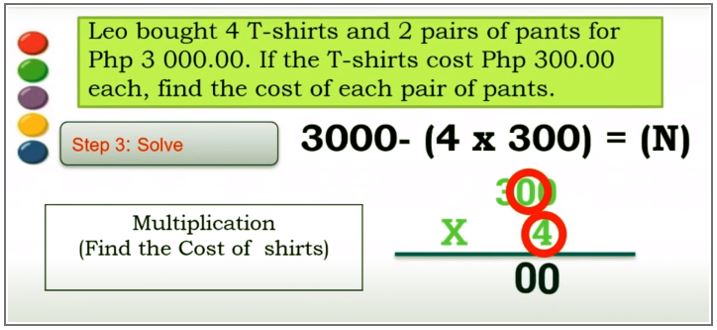 Leo bought 4 T-shirts and 2 pairs of pants for
Php 3 000.00. If the T-shirts cost Php 300.00
each, find the cost of each pair of pants.
Step 3: Solve
3000- (4 x 300) = (N)
Multiplication
(Find the Cost of shirts)
300
X 4
00